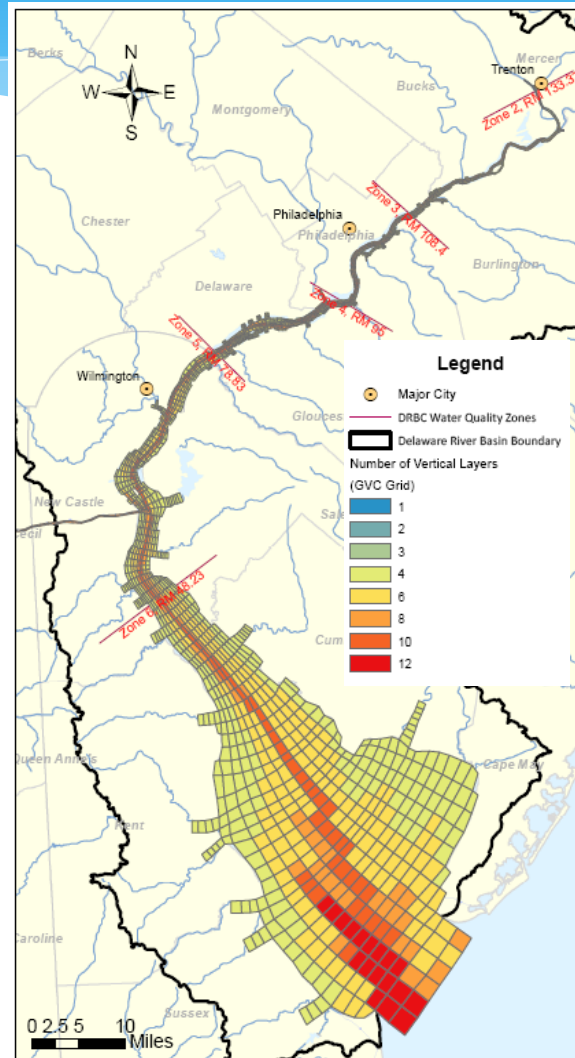 Berks
N
W E
S
Mercer
Trenton
Bucks
Zone 2, RM 133.3
Montgomery
Zone 3, RM 108.4
Philadelphia
Philadelphia
Chester
Burlington
Delaware
Zone 4, RM 95
Zone 5, RM 78.83
Wilmington
Legend
Major City
DRBC Water Quality Zones
Delaware River Basin Boundary
Number of Vertical Layers
(GVC Grid)
1
2
3
4
6
8
10
12
Glouces
New Castle
Sal
Cecil
Zone 6, RM 48.23
Cum
Queen Anne's
Cape May
Kent
Caroline
Sussex
0 2.5 5 10
Miles